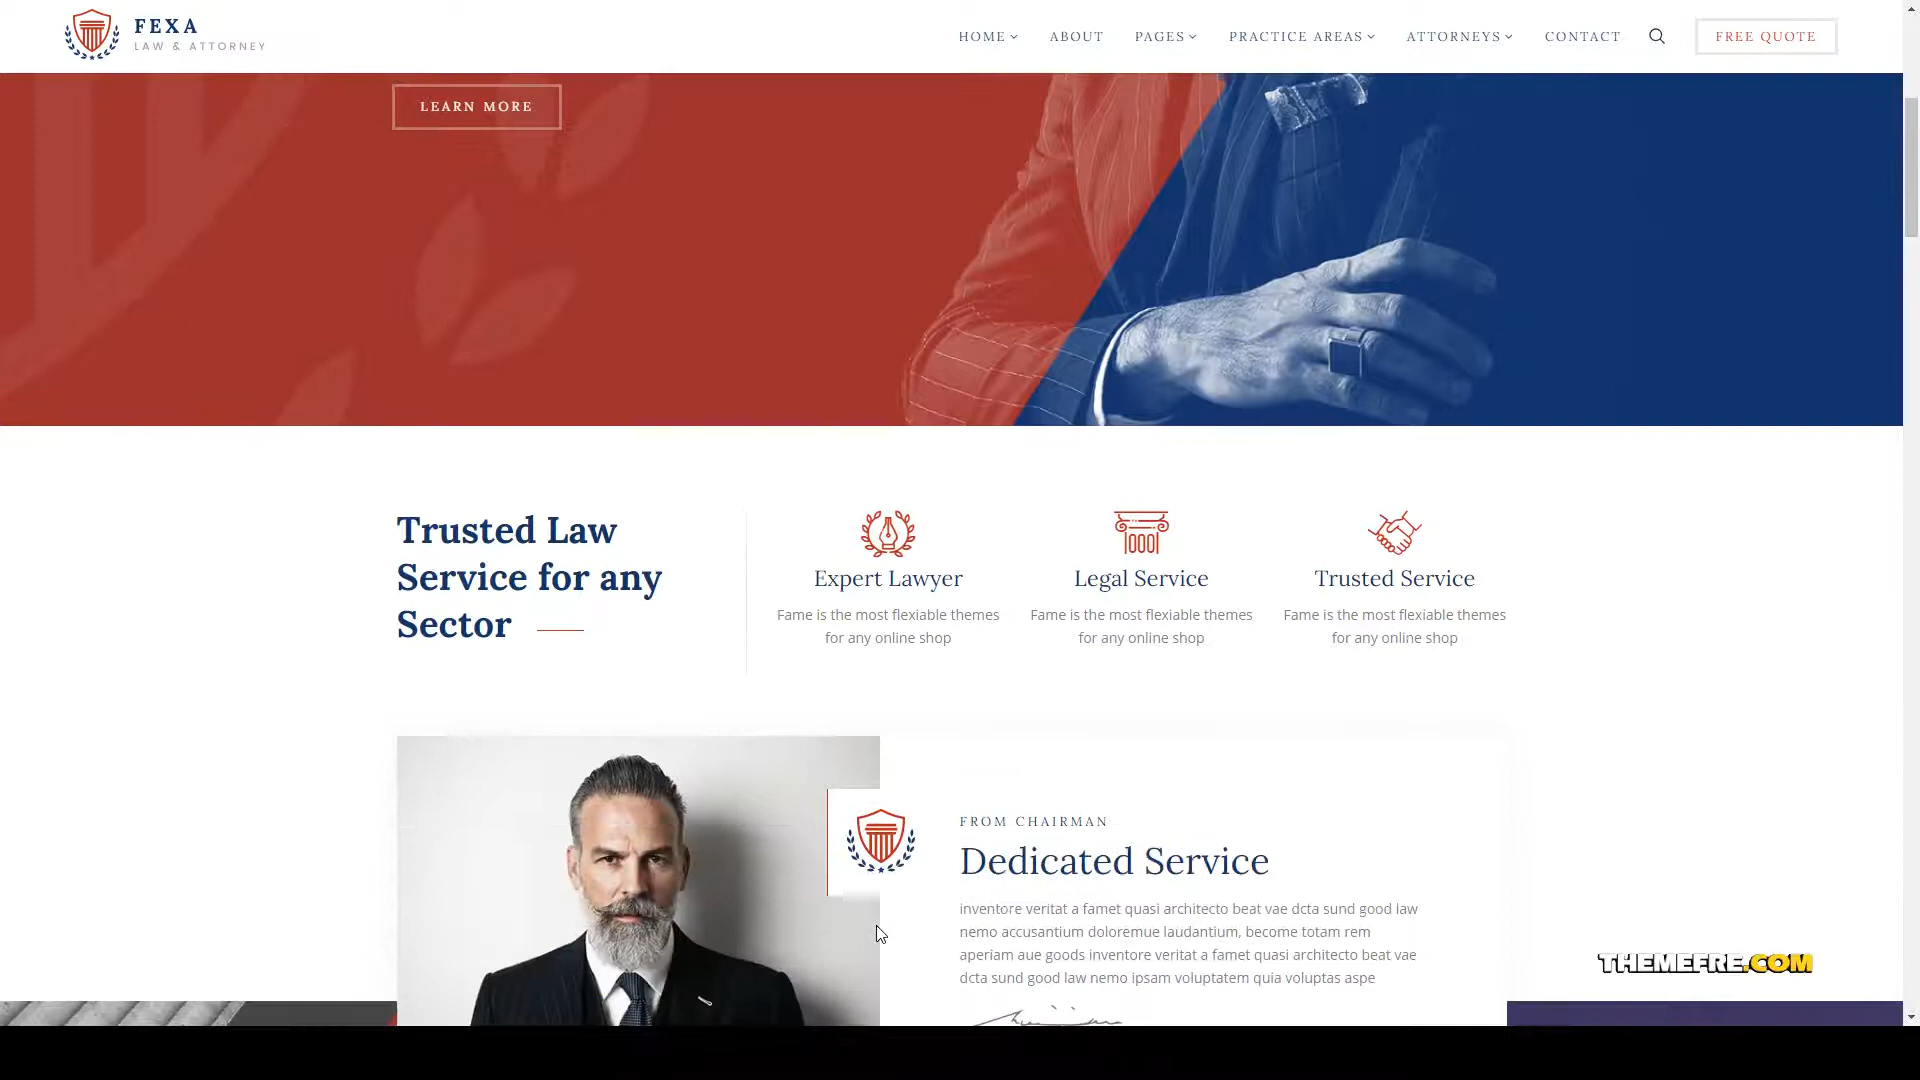 FEXA
LAW & ATTORNEY
HOME
ABOUT
PAGES
PRACTICE AREAS
ATTORNEYS
CONTACT
FREE QUOTE
LEARN MORE
Trusted Law
Service for any
Sector
Expert Lawyer
Fame is the most flexiable themes
for any online shop
Legal Service
Fame is the most flexiable themes
for any online shop
Trusted Service
Fame is the most flexiable themes
for any online shop
FROM CHAIRMAN
Dedicated Service
inventore veritat a famet quasi architecto beat vae dcta sund good law
nemo accusantium doloremue laudantium, become totam rem
aperiam aue goods inventore veritat a famet quasi architecto beat vae
dcta sund good law nemo ipsam voluptatem quia voluptas aspe
THEMEFRE.COM